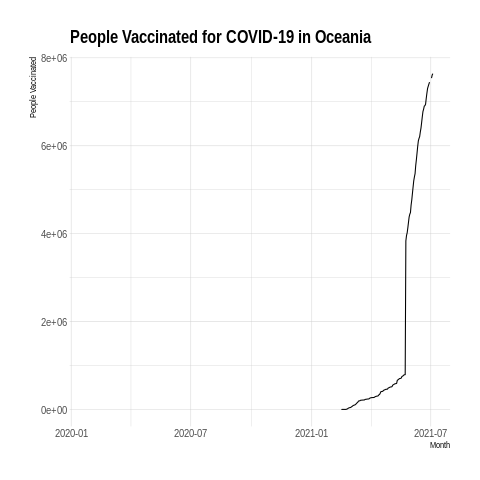 People Vaccinated for COVID-19 in Oceania
People Vaccinated
8e+06
6e+06
4e+06
2e+06
0e+00
2020-01 2020-07 2021-01 2021-07
Month